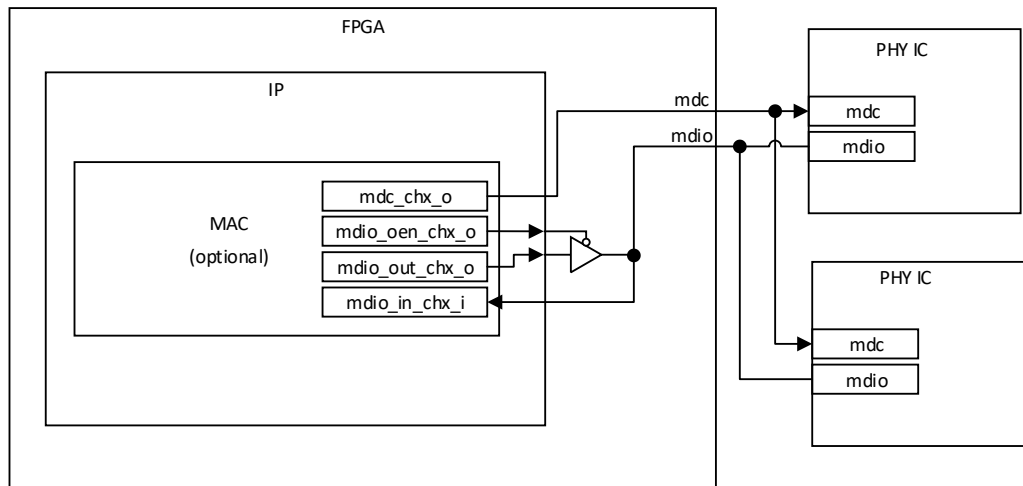 FPGA
IP
MAC
(optional)
mdc_chx_o
mdio_oen_chx_o
mdio_out_chx_o
mdio_in_chx_i
mdc
mdio
PHY IC
mdc
mdio
PHY IC
mdc
mdio